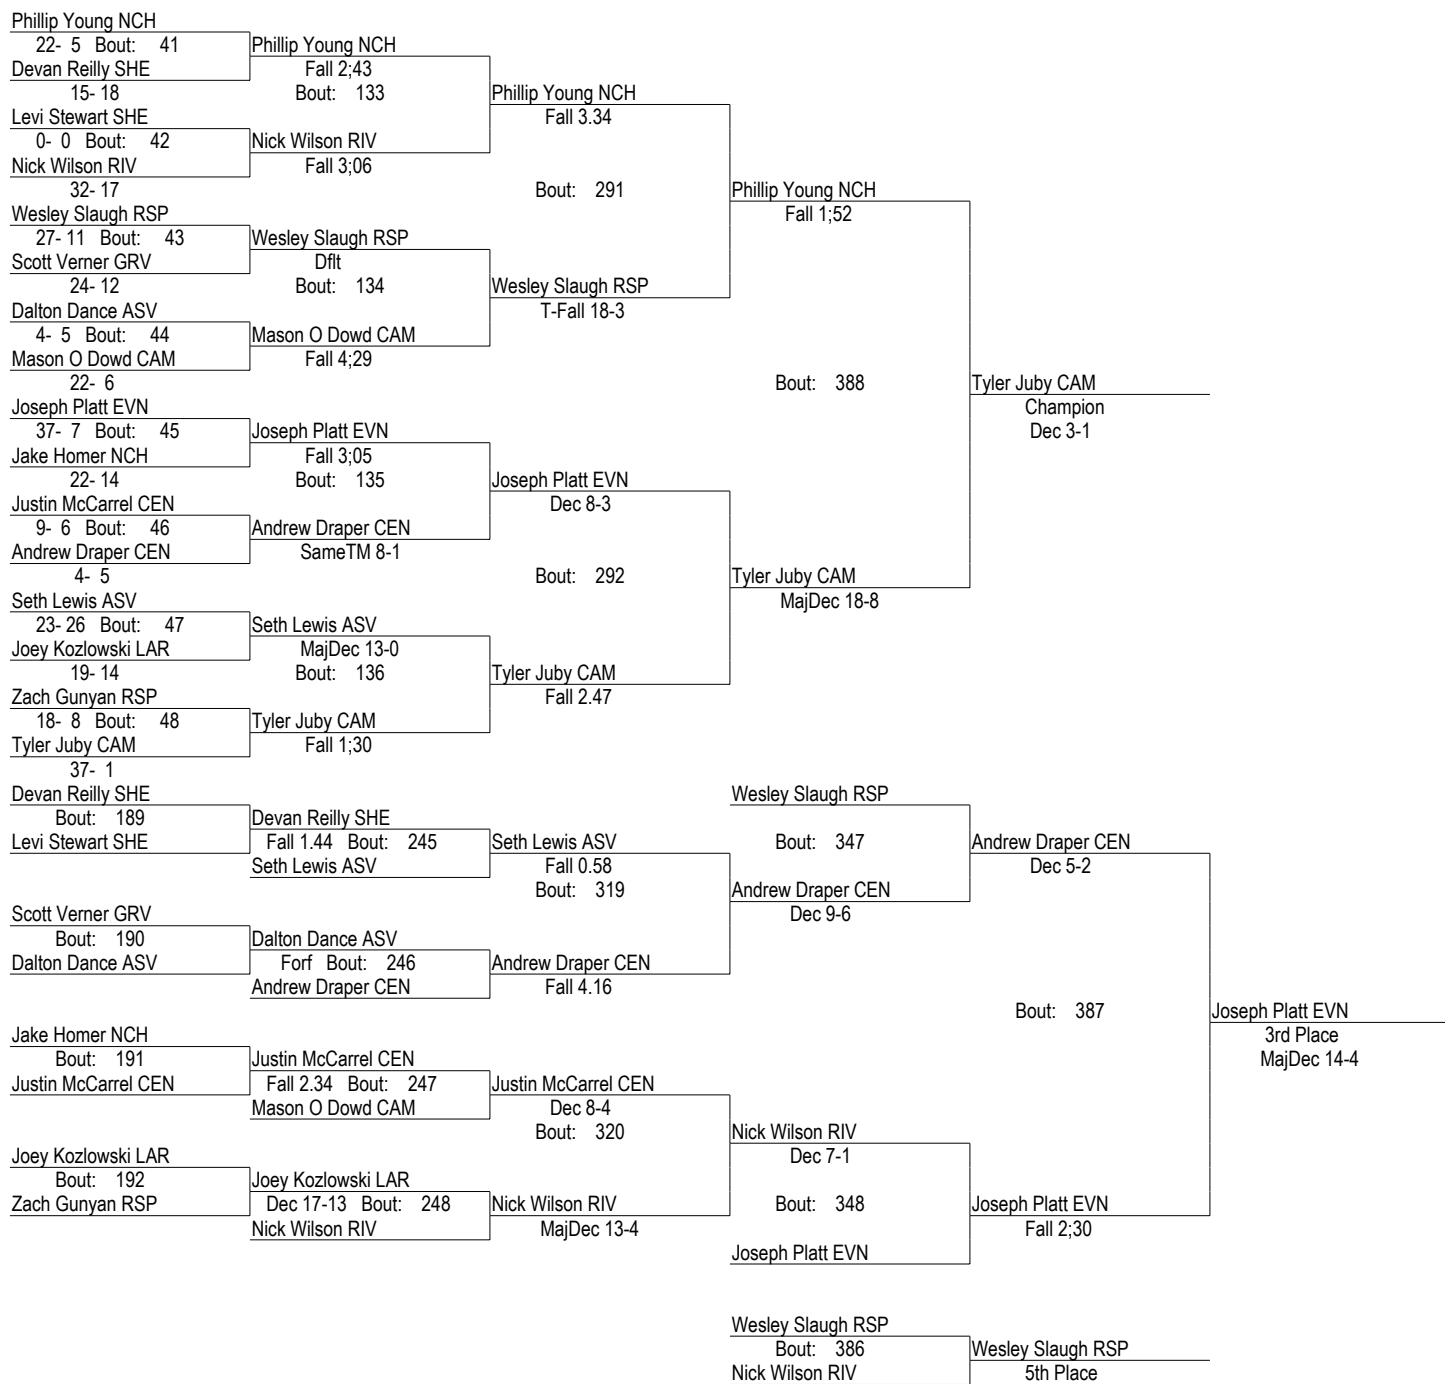 Phillip Young NCH
22- 5 Bout: 41 Phillip Young NCH
Devan Reilly SHE Fall 2;43
15- 18 Bout: 133 Phillip Young NCH
Levi Stewart SHE Fall 3.34
0- 0 Bout: 42 Nick Wilson RIV
Nick Wilson RIV Fall 3;06
32- 17 Bout: 291 Phillip Young NCH
Wesley Slaugh RSP Fall 1;52
27- 11 Bout: 43 Wesley Slaugh RSP
Scott Verner GRV Dflt
24- 12 Bout: 134 Wesley Slaugh RSP
Dalton Dance ASV T-Fall 18-3
4- 5 Bout: 44 Mason O Dowd CAM
Mason O Dowd CAM Fall 4;29
22- 6 Bout: 388 Tyler Juby CAM
Joseph Platt EVN Champion
37- 7 Bout: 45 Joseph Platt EVN Dec 3-1
Jake Homer NCH Fall 3;05
22- 14 Bout: 135 Joseph Platt EVN
Justin McCarrel CEN Dec 8-3
9- 6 Bout: 46 Andrew Draper CEN
Andrew Draper CEN SameTM 8-1
4- 5 Bout: 292 Tyler Juby CAM
Seth Lewis ASV MajDec 18-8
23- 26 Bout: 47 Seth Lewis ASV
Joey Kozlowski LAR MajDec 13-0
19- 14 Bout: 136 Tyler Juby CAM
Zach Gunyan RSP Fall 2.47
18- 8 Bout: 48 Tyler Juby CAM
Tyler Juby CAM Fall 1;30
37- 1
Devan Reilly SHE Wesley Slaugh RSP
Bout: 189 Devan Reilly SHE
Levi Stewart SHE Fall 1.44 Bout: 245 Seth Lewis ASV Bout: 347 Andrew Draper CEN
Seth Lewis ASV Fall 0.58 Dec 5-2
Bout: 319 Andrew Draper CEN
Scott Verner GRV Dec 9-6
Bout: 190 Dalton Dance ASV
Dalton Dance ASV Forf Bout: 246 Andrew Draper CEN
Andrew Draper CEN Fall 4.16
Bout: 387 Joseph Platt EVN
Jake Homer NCH 3rd Place
Bout: 191 Justin McCarrel CEN MajDec 14-4
Justin McCarrel CEN Fall 2.34 Bout: 247 Justin McCarrel CEN
Mason O Dowd CAM Dec 8-4
Bout: 320 Nick Wilson RIV
Joey Kozlowski LAR Dec 7-1
Bout: 192 Joey Kozlowski LAR
Zach Gunyan RSP Dec 17-13 Bout: 248 Nick Wilson RIV Bout: 348 Joseph Platt EVN
Nick Wilson RIV MajDec 13-4 Fall 2;30
Joseph Platt EVN
Wesley Slaugh RSP
Bout: 386 Wesley Slaugh RSP
Nick Wilson RIV 5th Place